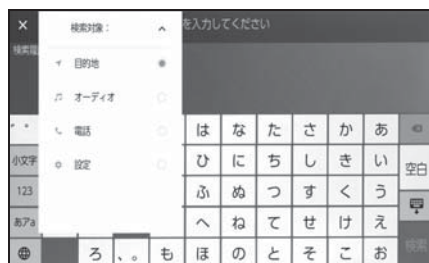 × 検索対象：
を入力してください
目的地
オーディオ
電話
設定
は な た さ か あ
小文字 ひ に ち し き い 空白
123 ふ ぬ つ す く う
あ7a へ ね て せ け え
ろ 、。 も ほ の と そ こ お 検索